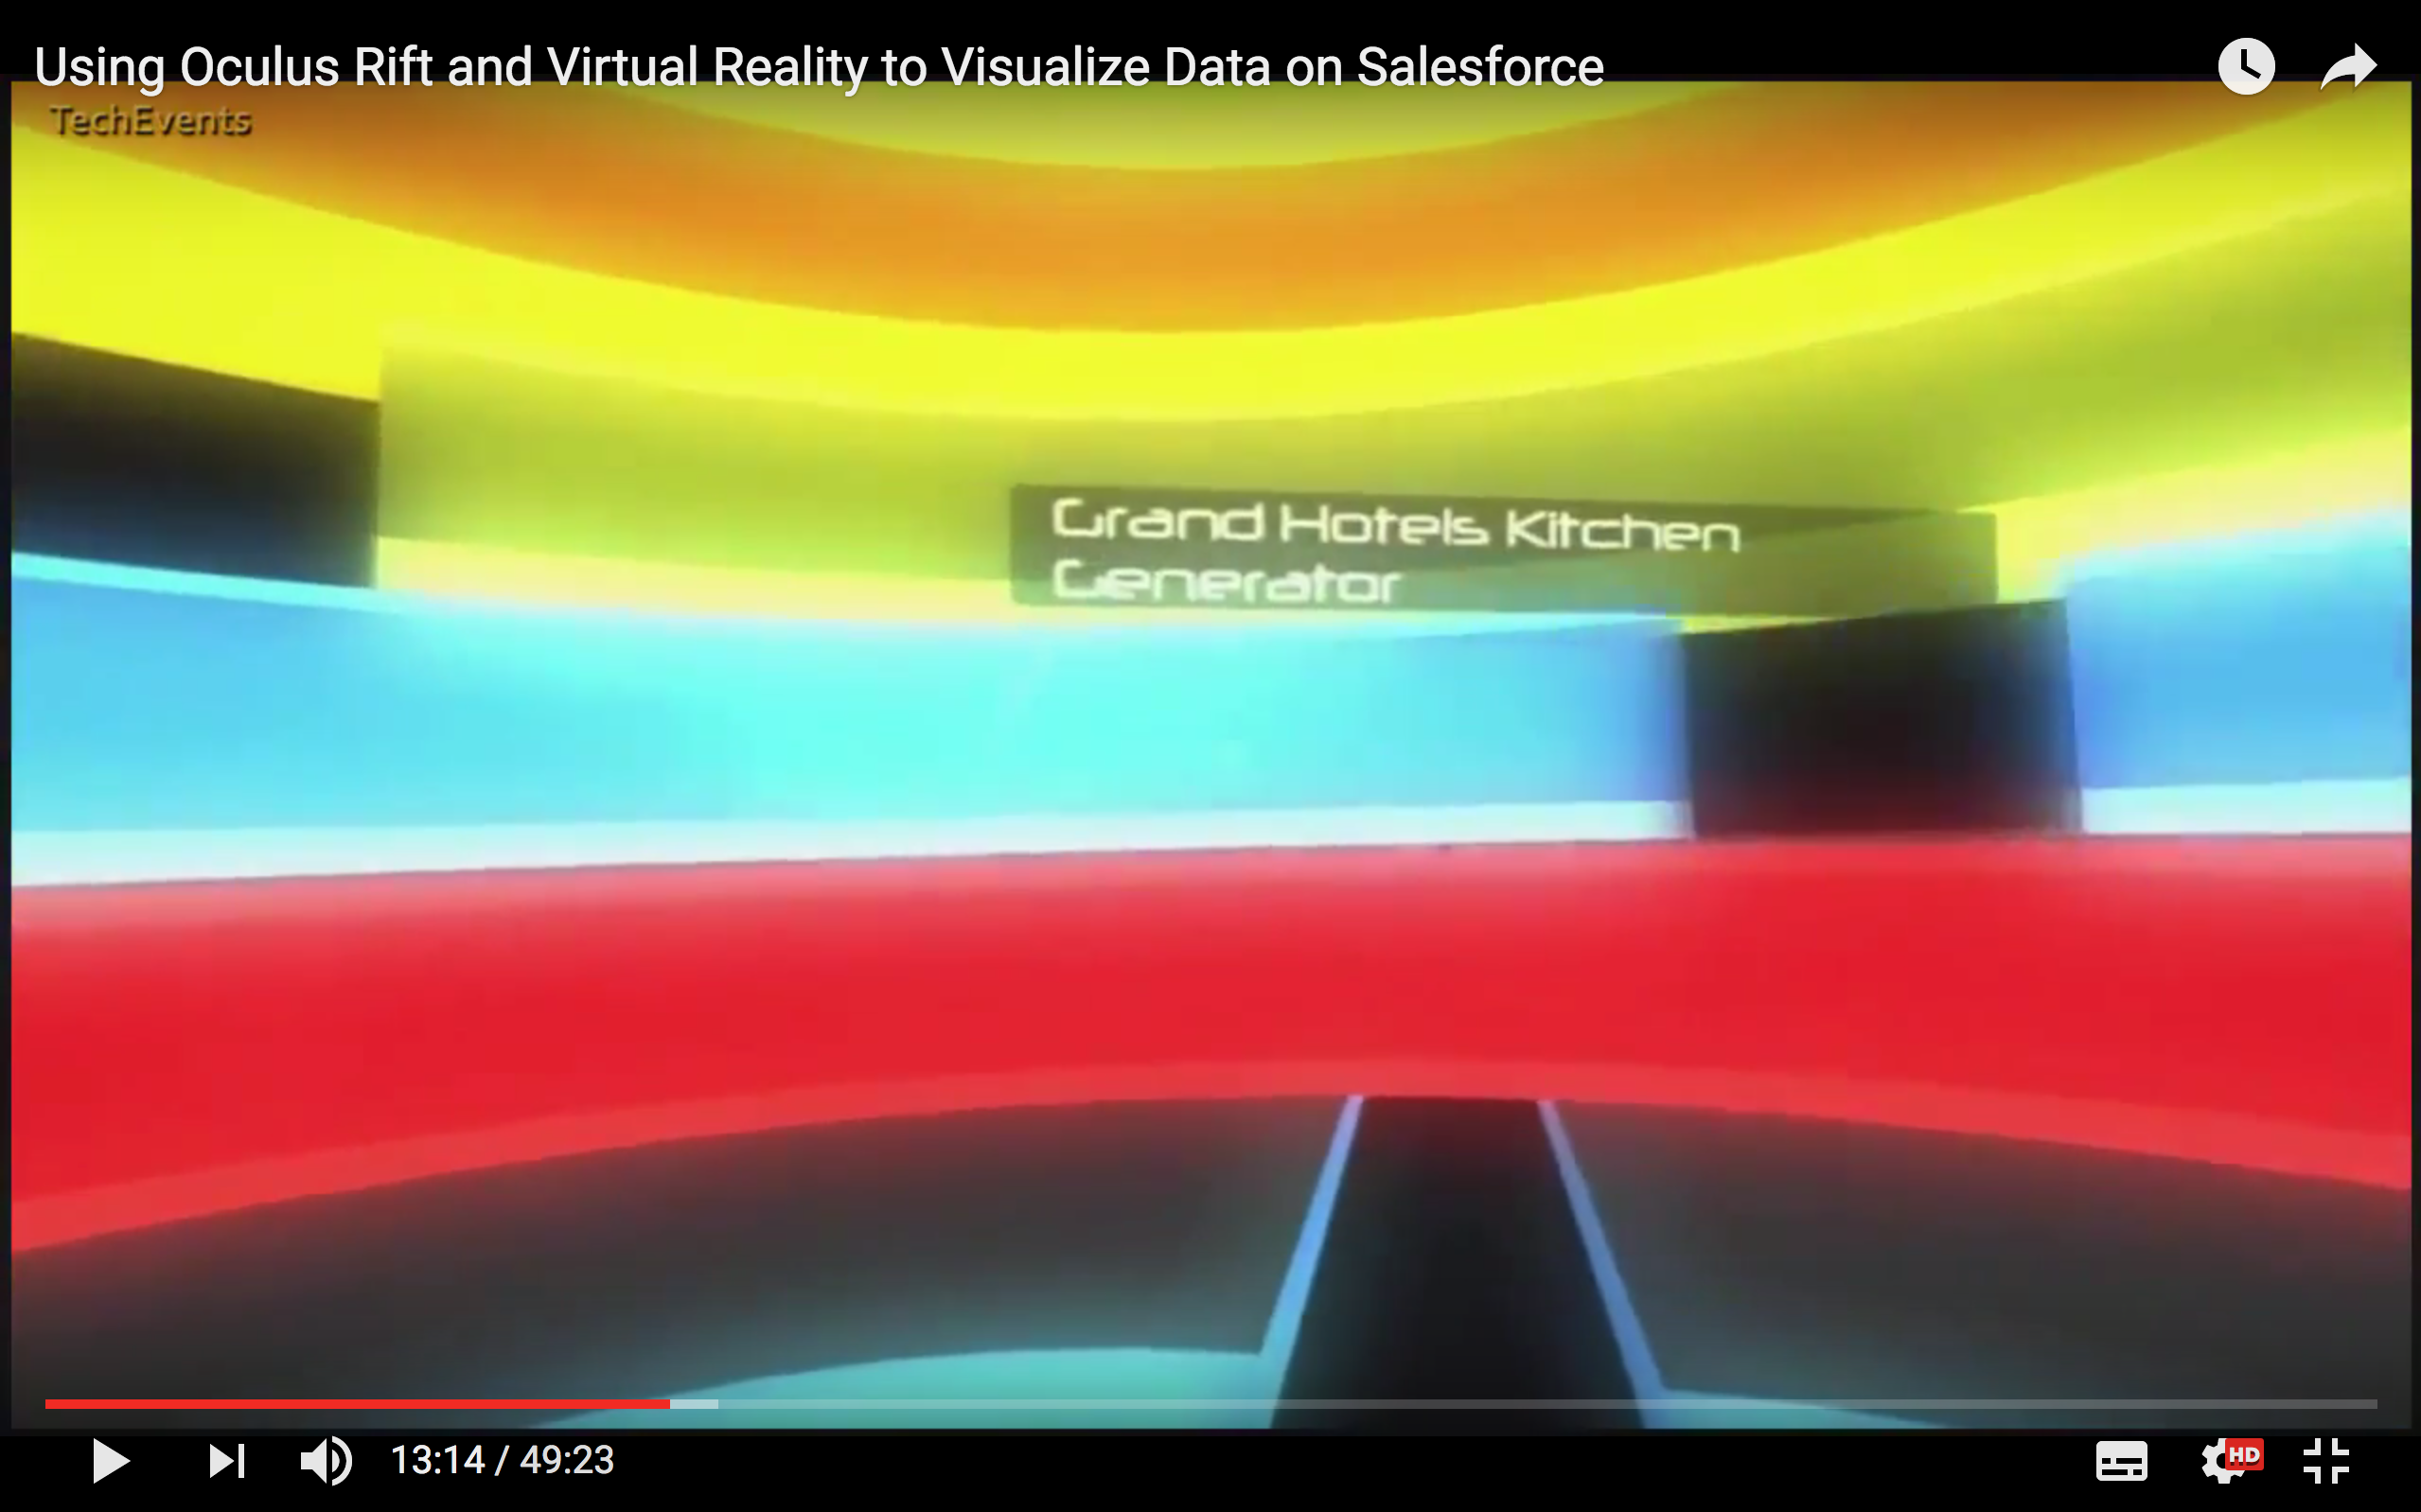 Using Oculus Rift and Virtual Reality to Visualize Data on Salesforce
TechEvents
Grand Hotels Kitchen
Generator
13:14 / 49:23
HD